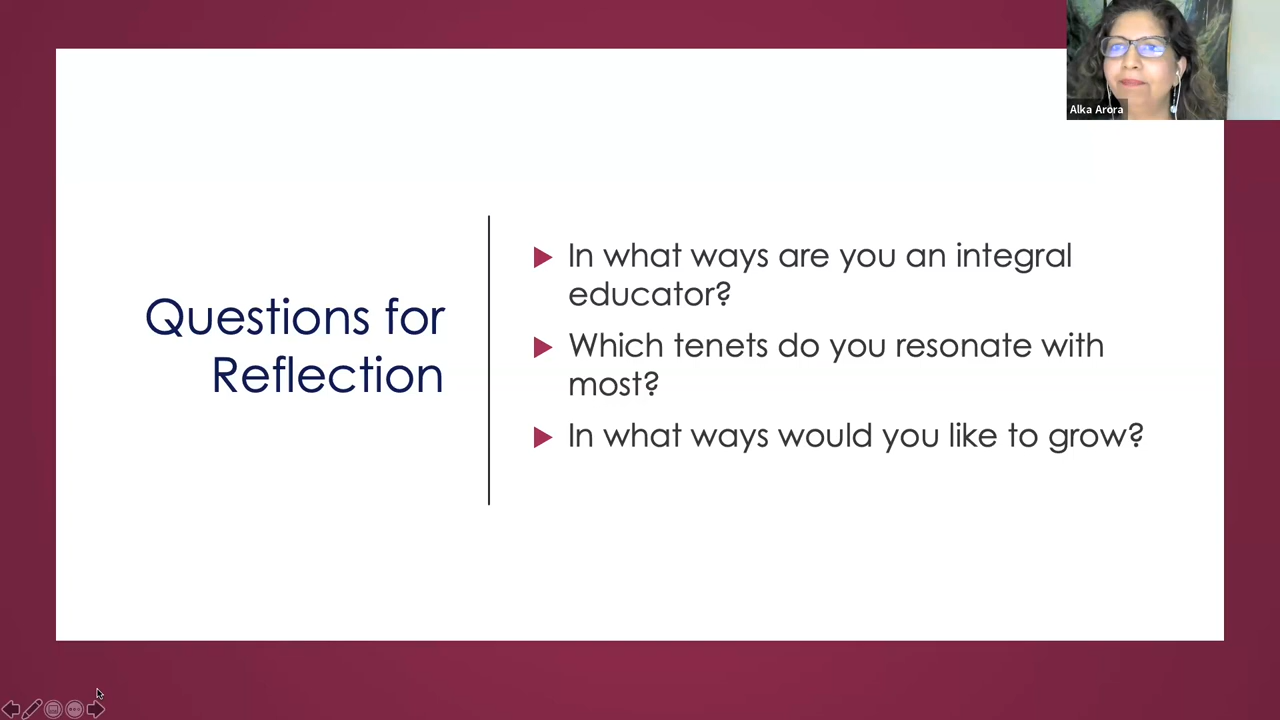 Alka Arora
Questions for
Reflection
In what ways are you an integral
educator?
Which tenets do you resonate with
most?
In what ways would you like to grow?